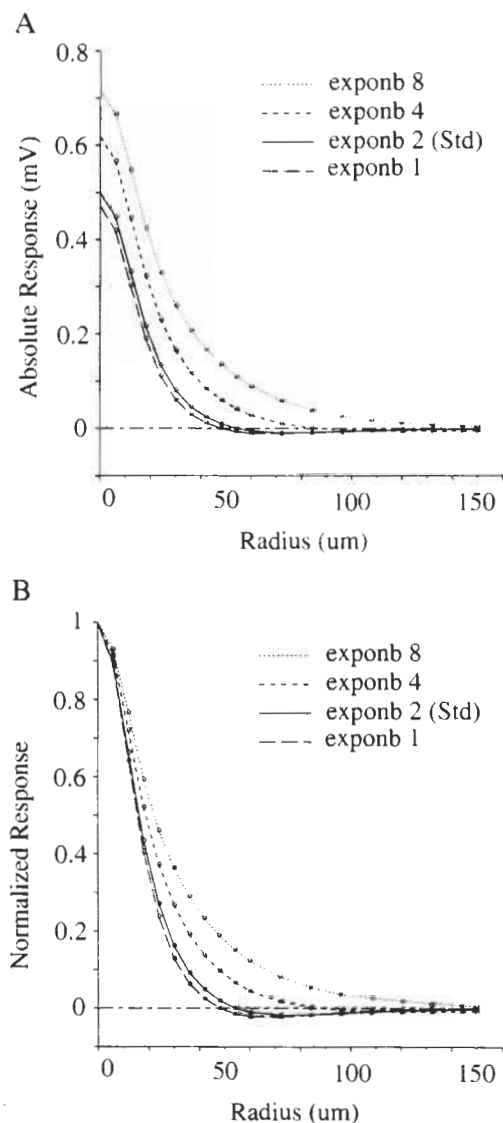 A
0.8
0.6
0.4
0.2
0
Absolute Response (mV)
exponb 8
exponb 4
exponb 2 (Std)
exponb 1
0
50
100
150
Radius (um)
B
1
0.8
0.6
0.4
0.2
0
Normalized Response
exponb 8
exponb 4
exponb 2 (Std)
exponb 1
0
50
100
150
Radius (um)